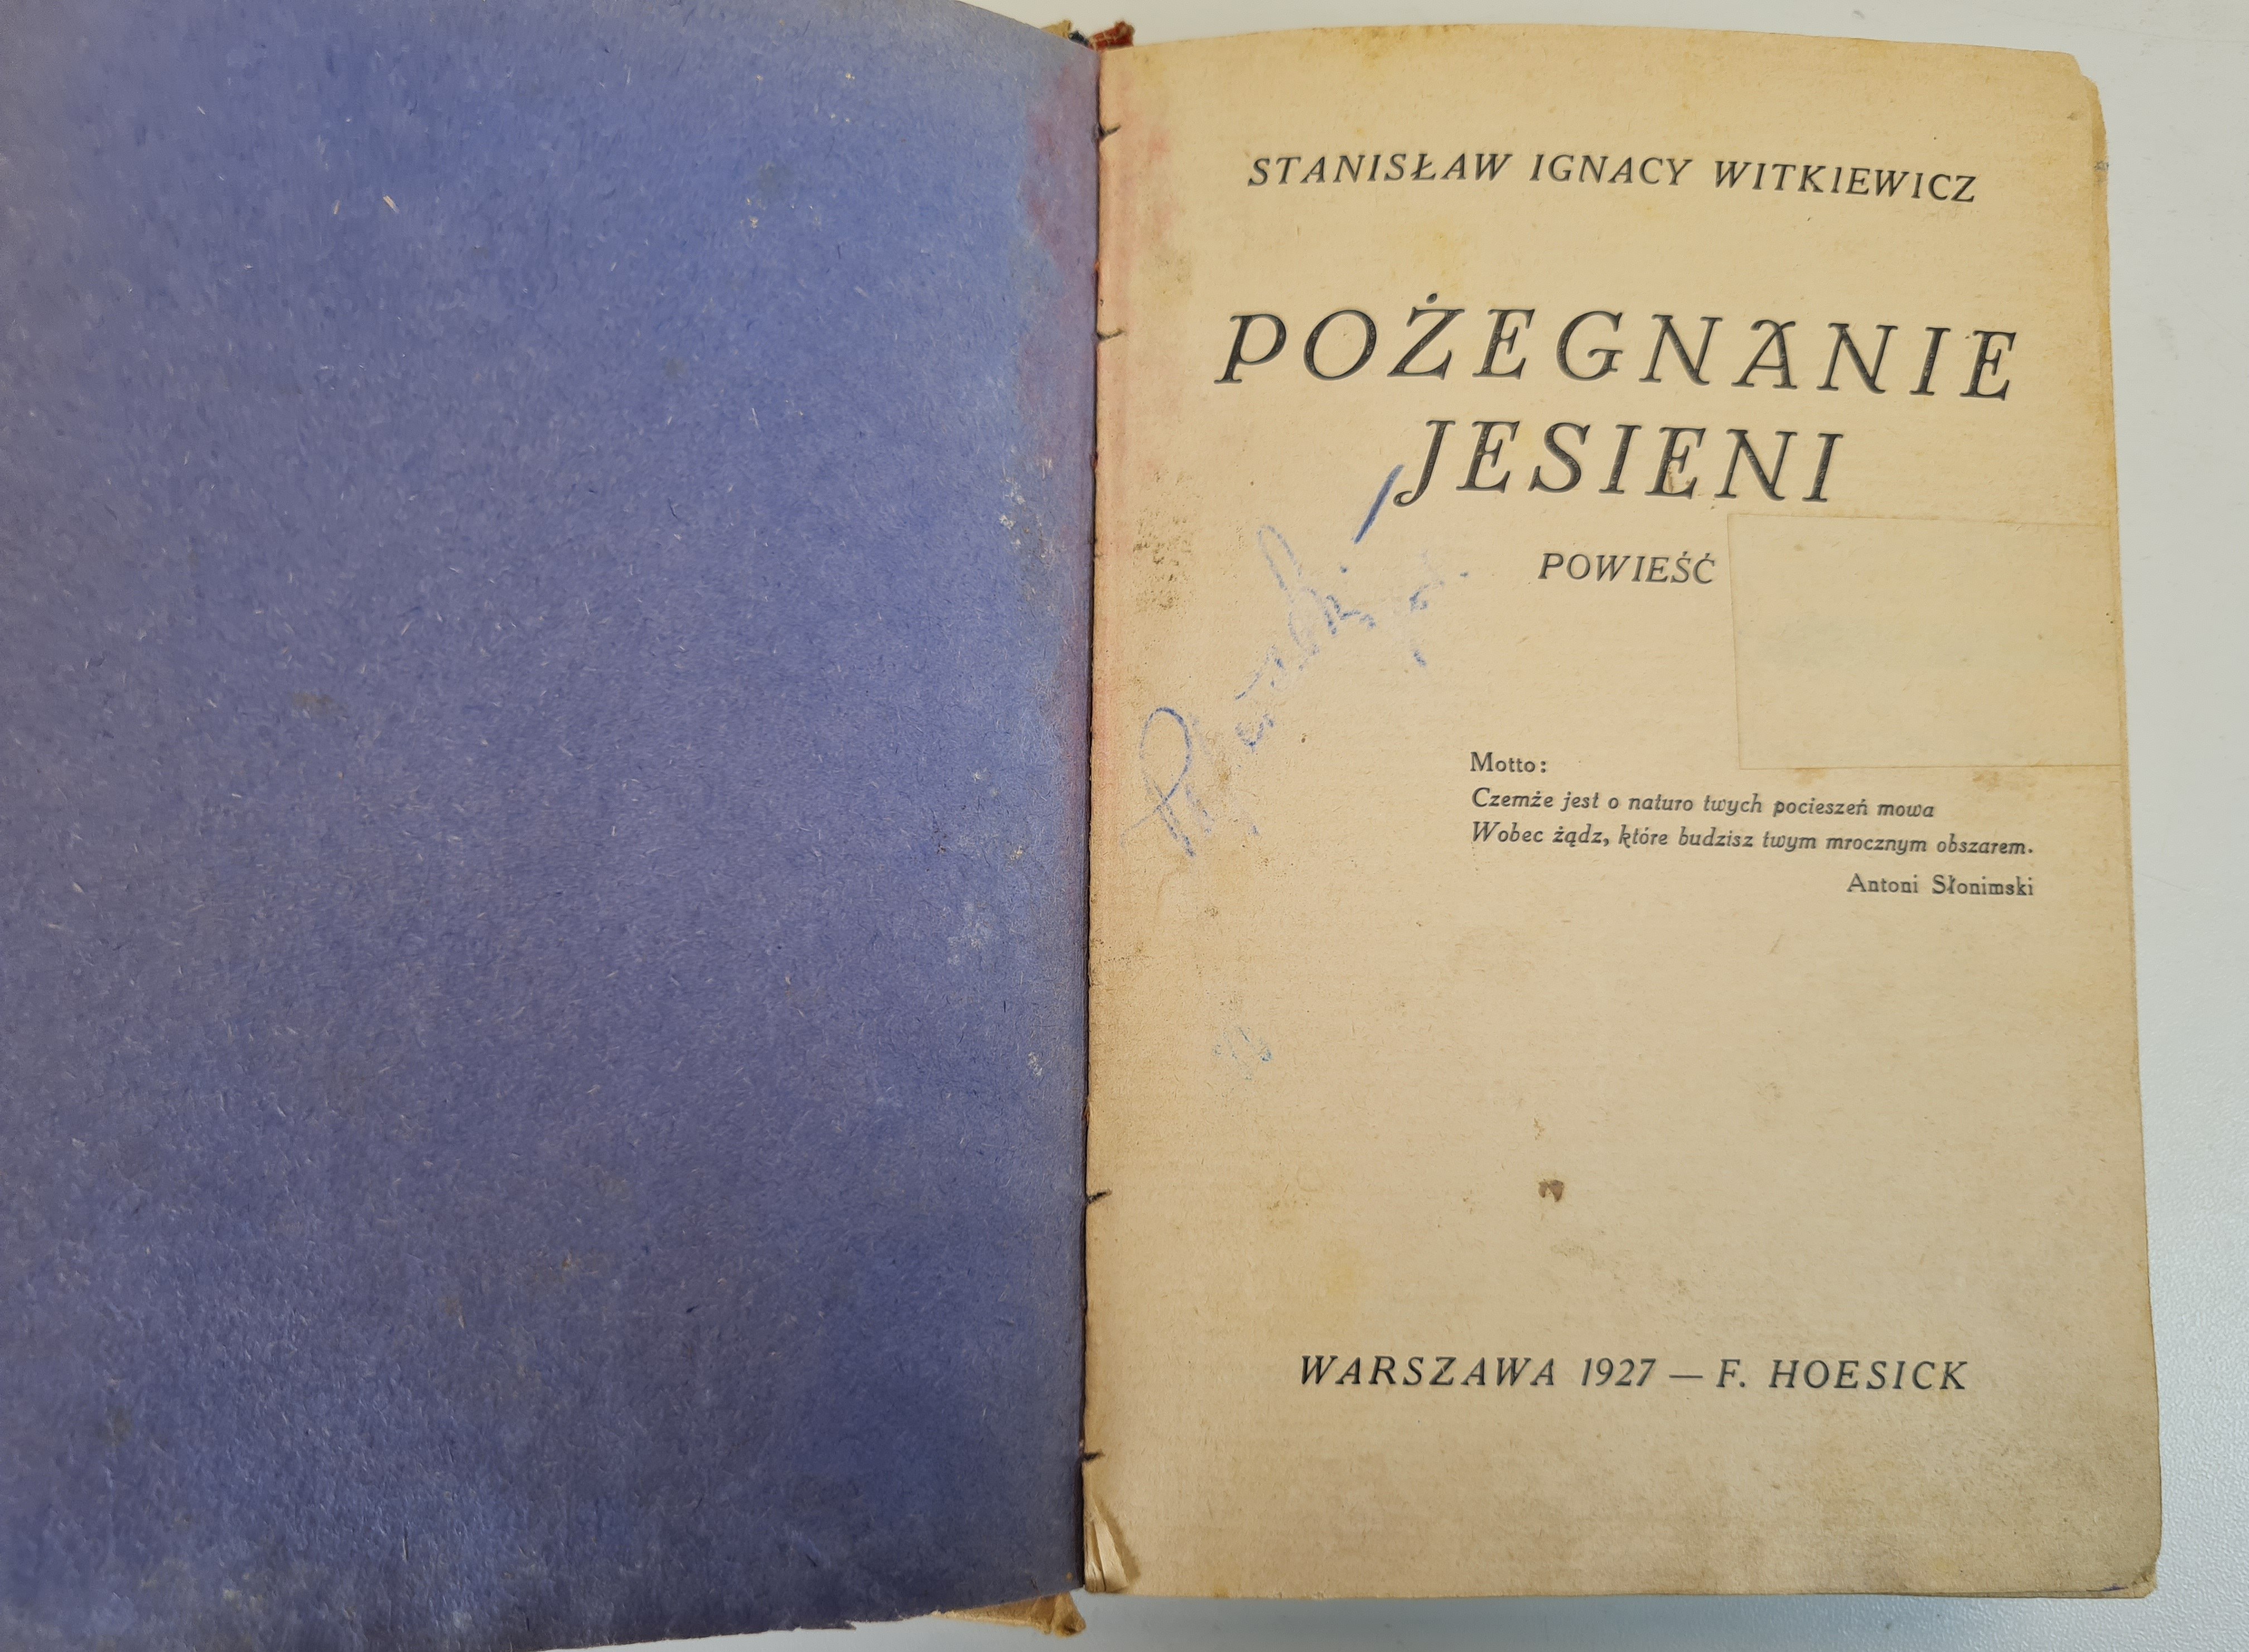 STANISŁAW IGNACY WITKIEWICZ
POŻEGNANIE
JESIENI
POWIEŚĆ
Motto:
Czemże jest o naturo twych pocieszeń mowa
Wobec żądz, które budzisz twym mrocznym obszarem.
Antoni Słonimski
WARSZAWA 1927 — F. HOESICK